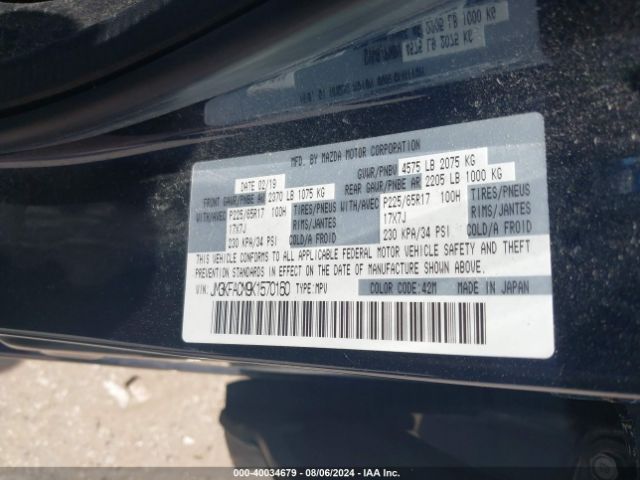 MFD. BY MAZDA MOTOR CORPORATION
DATE 02/19 GVWR/PNBV 4575 LB 2075 KG
FRONT GAWR/PNBE AV 2370 LB 1075 KG REAR GAWR/PNBE AR 2205 LB 1000 KG
WITH/AVEC P225/65R17 100H TIRES/PNEUS WITH/AVEC P225/65R17 100H TIRES/PNEUS
17X7J RIMS/JANTES 17X7J RIMS/JANTES
230 KPA/34 PSI COLD/A FROID 230 KPA/34 PSI COLD/A FROID
THIS VEHICLE CONFORMS TO ALL APPLICABLE FEDERAL MOTOR VEHICLE SAFETY AND THEFT
PREVENTION STANDARDS IN EFFECT ON THE DATE OF MANUFACTURE SHOWN ABOVE.
VIN: TYPE: MPV COLOR CODE: 42M MADE IN JAPAN
000-40034679 - 08/06/2024 - IAA Inc.